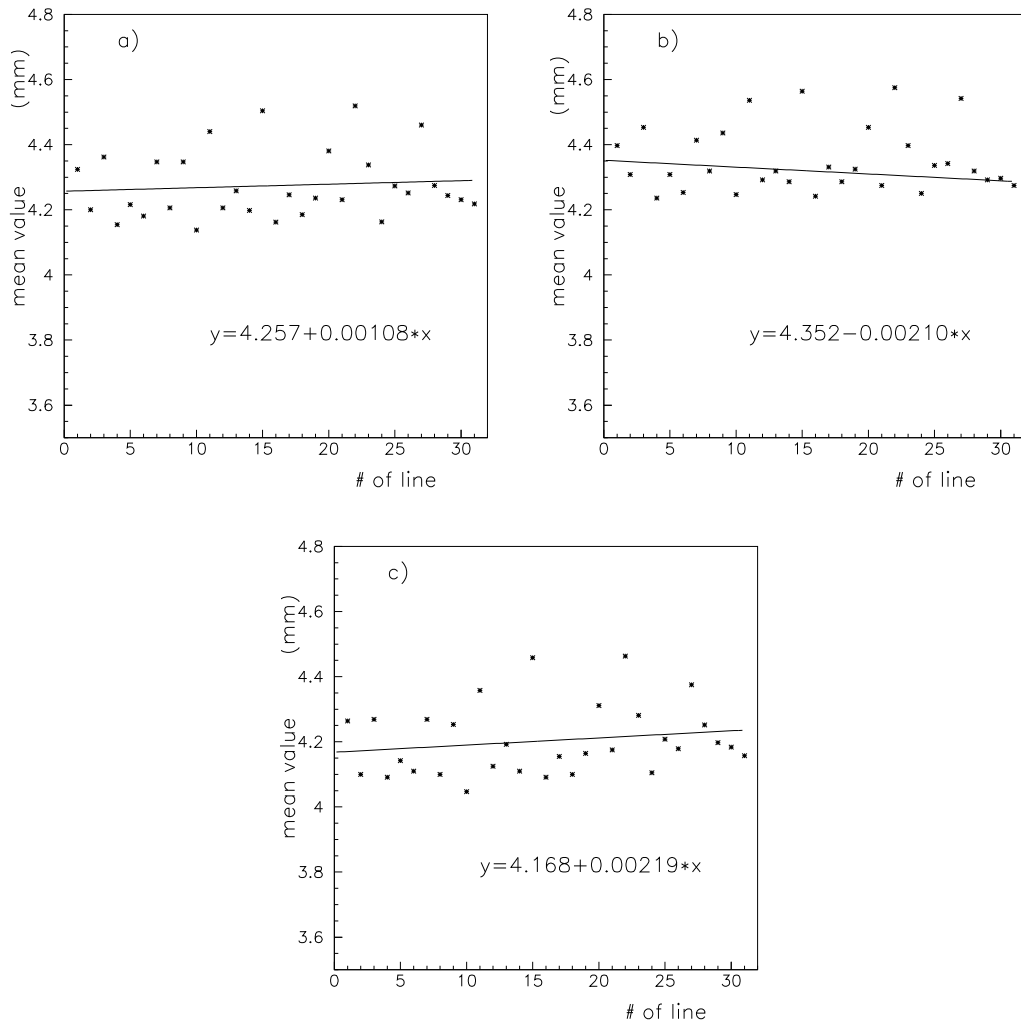 a)
4.8
4.6
4.4
4.2
4
3.8
3.6
mean value (mm)
y=4.257+0.00108*x
0 5 10 15 20 25 30
# of line
b)
4.8
4.6
4.4
4.2
4
3.8
3.6
mean value (mm)
y=4.352−0.00210*x
0 5 10 15 20 25 30
# of line
c)
4.8
4.6
4.4
4.2
4
3.8
3.6
mean value (mm)
y=4.168+0.00219*x
0 5 10 15 20 25 30
# of line